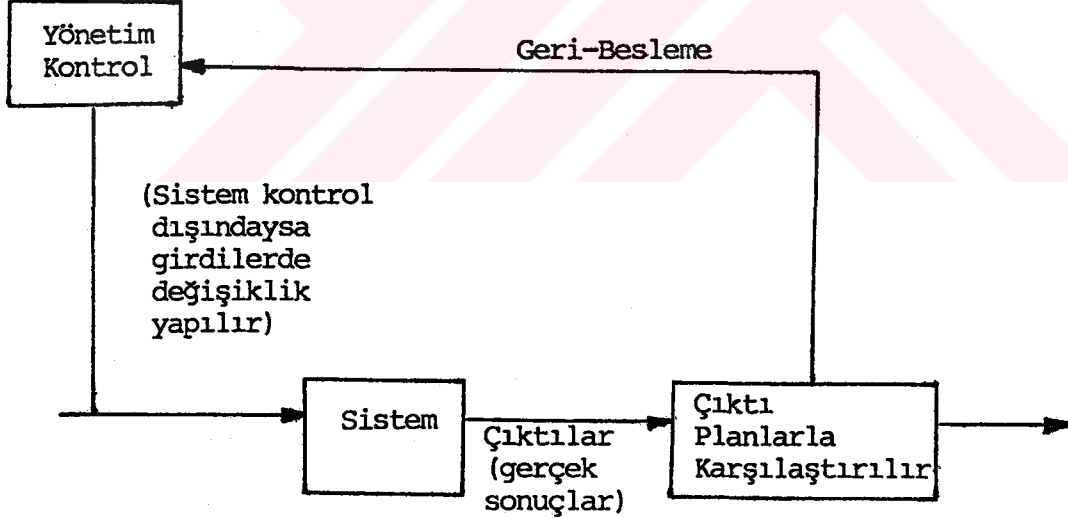 Yönetim
Kontrol
Geri-Besleme
(Sistem kontrol
dışındaysa
girdilerde
değişiklik
yapılır)
Sistem
Çıktılar
(gerçek
sonuçlar)
Çıktı
Planlarla
Karşılaştırılır